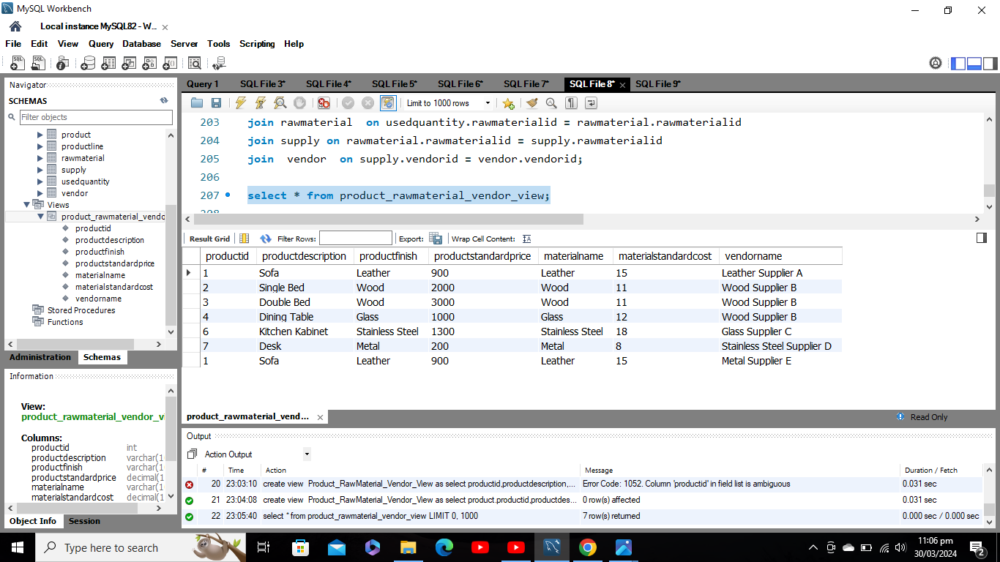 MySQL Workbench
Local instance MySQL82 - W...
File Edit View Query Database Server Tools Scripting Help
Navigator
SCHEMAS
Filter objects
product
productline
rawmaterial
supply
usedquantity
vendor
Views
product_rawmaterial_vendo
productid
productdescription
productfinish
productstandardprice
materialname
materialstandardcost
vendorname
Stored Procedures
Functions
Administration Schemas
Information
View:
product_rawmaterial_vendor_v
Columns:
productid int
productdescription varchar(1
productfinish varchar(1
productstandardprice decimal(1
materialname varchar(1
materialstandardcost decimal(1
Object Info Session
Query 1 SQL File 3* SQL File 4* SQL File 5* SQL File 6* SQL File 7* SQL File 8* SQL File 9*
Limit to 1000 rows
203 join rawmaterial on usedquantity.rawmaterialid = rawmaterial.rawmaterialid
204 join supply on rawmaterial.rawmaterialid = supply.rawmaterialid
205 join vendor on supply.vendorid = vendor.vendorid;
206
207 select * from product_rawmaterial_vendor_view;
208
Result Grid Filter Rows: Export: Wrap Cell Content:
productid productdescription productfinish productstandardprice materialname materialstandardcost vendorname
1 Sofa Leather 900 Leather 15 Leather Supplier A
2 Single Bed Wood 2000 Wood 11 Wood Supplier B
3 Double Bed Wood 3000 Wood 11 Wood Supplier B
4 Dining Table Glass 1000 Glass 12 Wood Supplier B
6 Kitchen Kabinet Stainless Steel 1300 Stainless Steel 18 Glass Supplier C
7 Desk Metal 200 Metal 8 Stainless Steel Supplier D
1 Sofa Leather 900 Leather 15 Metal Supplier E
product_rawmaterial_vend... Read Only
Output
Action Output
# Time Action Message Duration / Fetch
20 23:03:10 create view Product_RawMaterial_Vendor_View as select productid,productdescription,... Error Code: 1052. Column 'productid' in field list is ambiguous 0.031 sec
21 23:04:08 create view Product_RawMaterial_Vendor_View as select product.productid,productdes... 0 row(s) affected 0.031 sec
22 23:05:40 select * from product_rawmaterial_vendor_view LIMIT 0, 1000 7 row(s) returned 0.000 sec / 0.000 sec
Type here to search
11:06 pm
30/03/2024
2